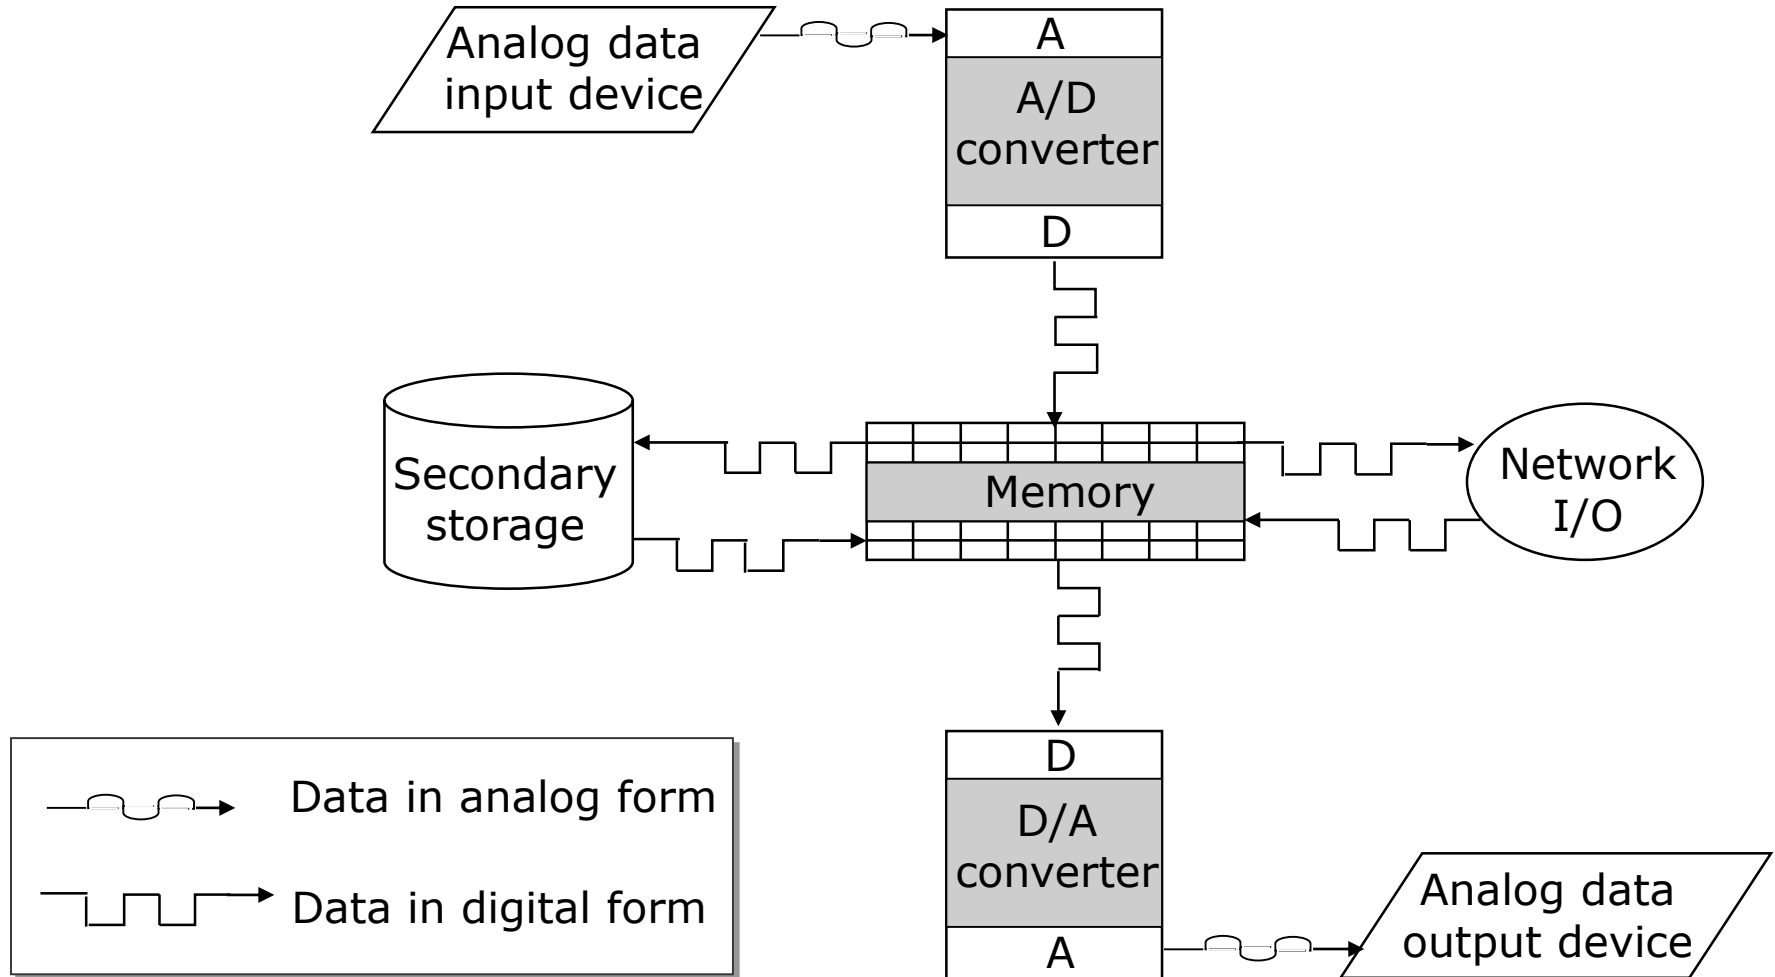 Analog data
input device
A
A/D
converter
D
Secondary
storage
Memory
Network
I/O
D
D/A
converter
A
Data in analog form
Data in digital form
Analog data
output device